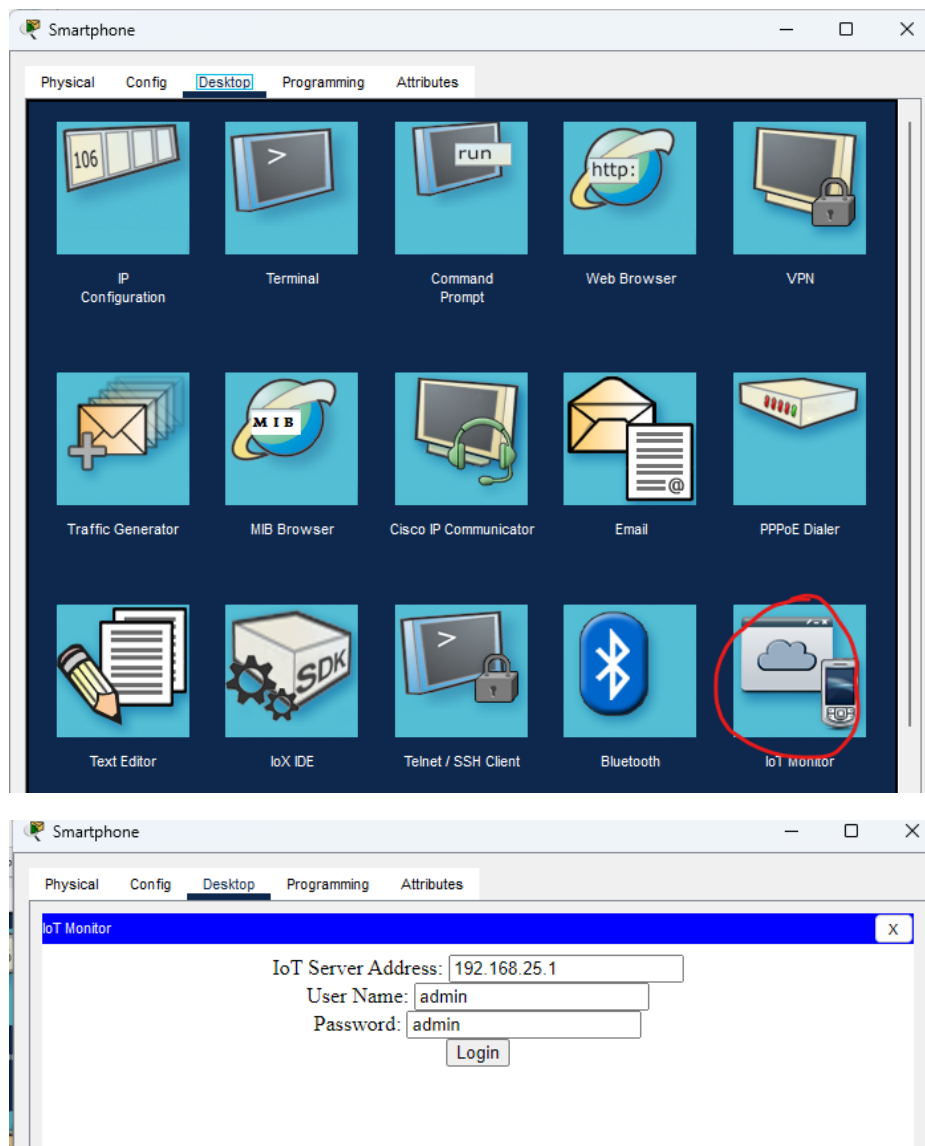 Smartphone
Physical Config Desktop Programming Attributes
106
>
run
http:
IP
Configuration
Terminal
Command
Prompt
Web Browser
VPN
MIB
@
Traffic Generator
MIB Browser
Cisco IP Communicator
Email
PPPoE Dialer
SDK
>
Text Editor
IoX IDE
Telnet / SSH Client
Bluetooth
IoT Monitor
Smartphone
Physical Config Desktop Programming Attributes
IoT Monitor
X
IoT Server Address: 192.168.25.1
User Name: admin
Password: admin
Login